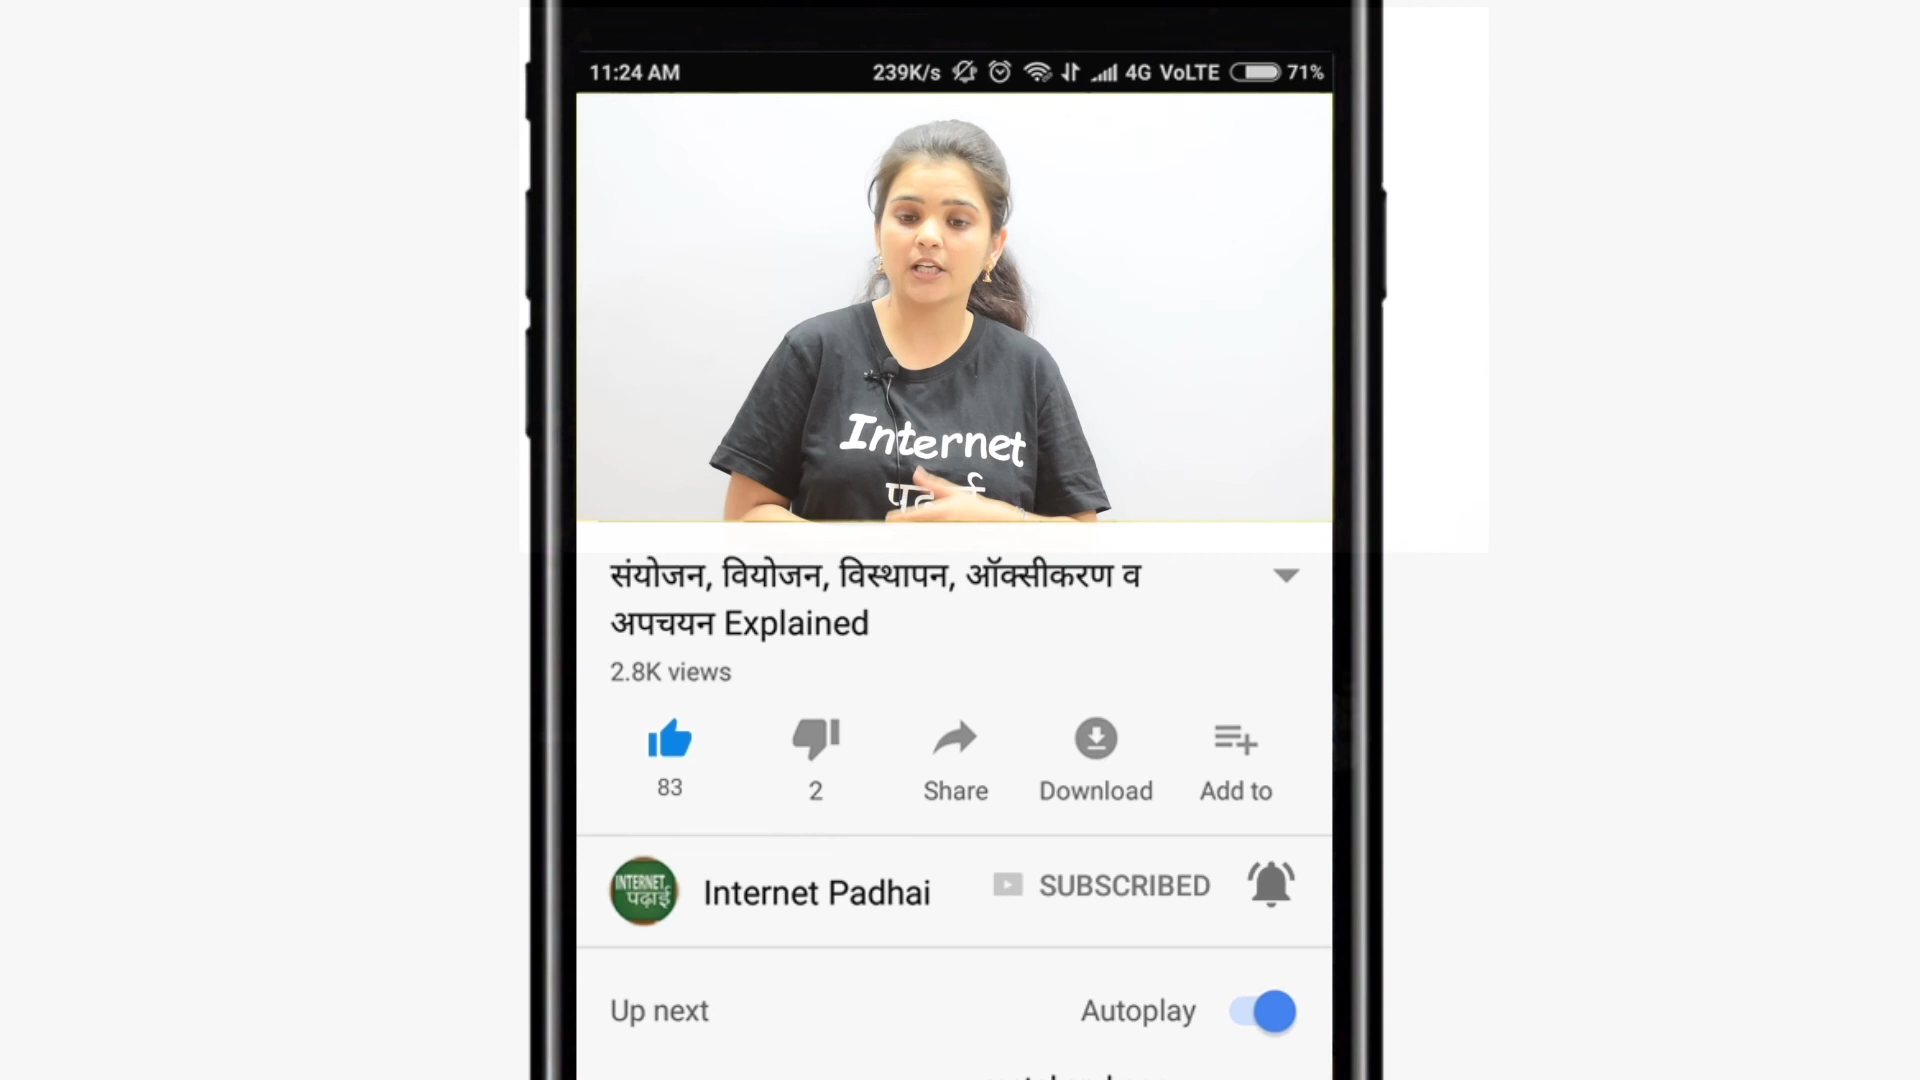 11:24 AM 239K/s 4G VoLTE 71%
Internet
संयोजन, वियोजन, विस्थापन, ऑक्सीकरण व
अपचयन Explained
2.8K views
83 2 Share Download Add to
INTERNET
पढ़ाई
Internet Padhai SUBSCRIBED
Up next Autoplay